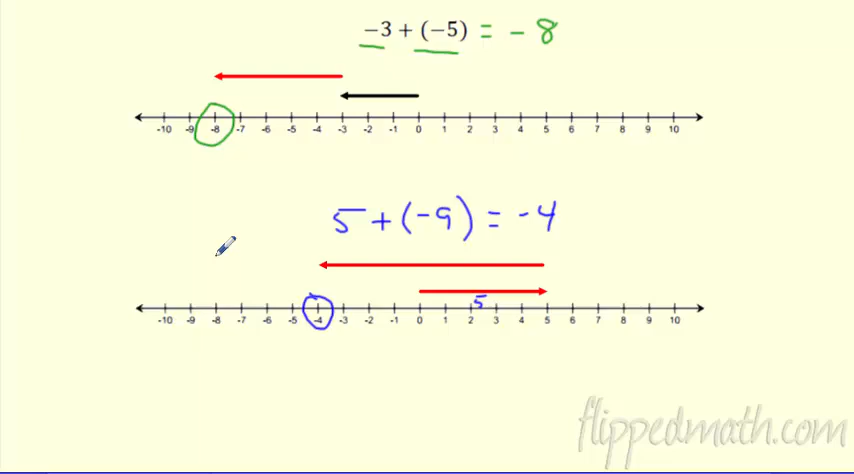 −3 + (−5) = - 8
-10 -9 -8 -7 -6 -5 -4 -3 -2 -1 0 1 2 3 4 5 6 7 8 9 10
5 + (-9) = -4
5
-10 -9 -8 -7 -6 -5 -4 -3 -2 -1 0 1 2 3 4 5 6 7 8 9 10
flippedmath.com